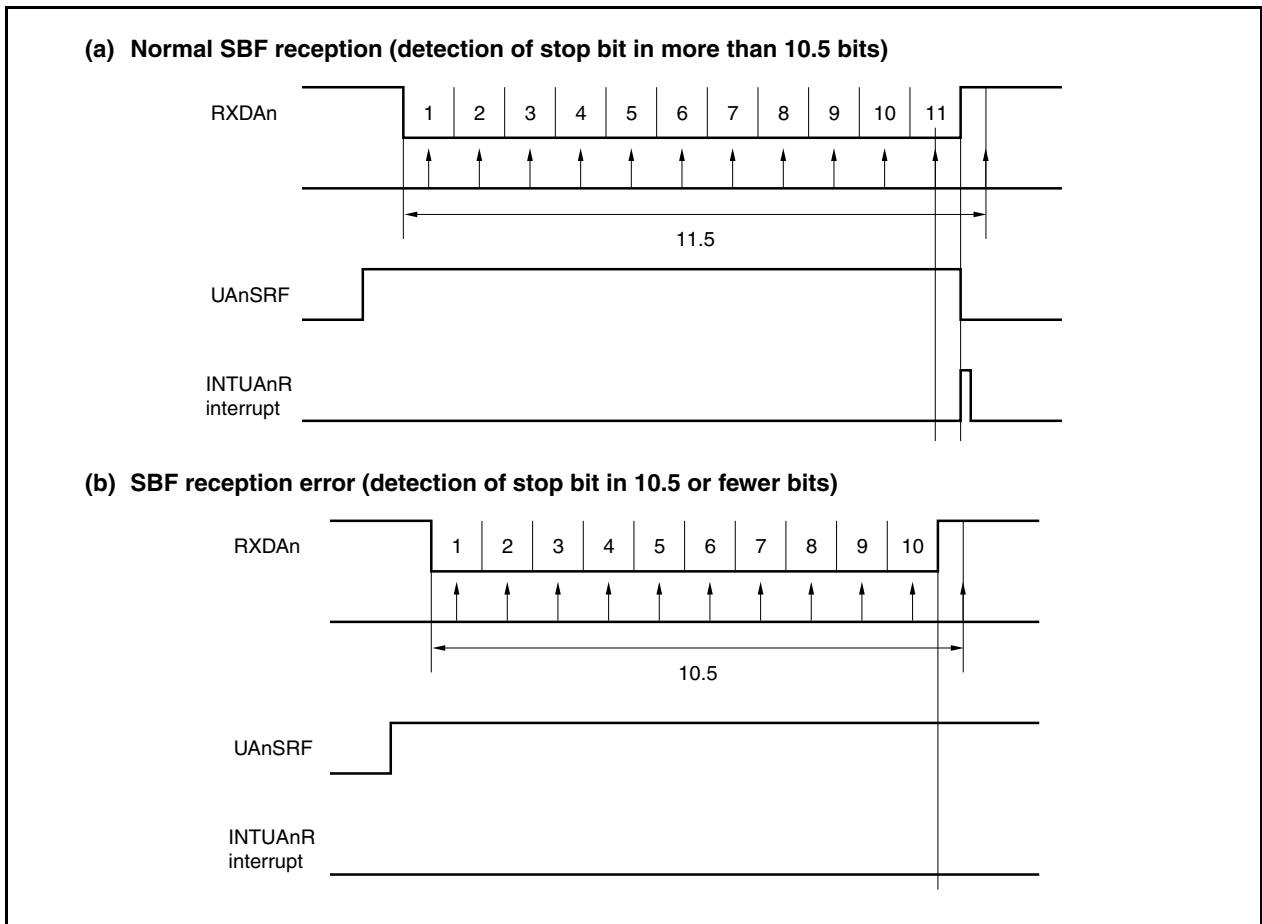 (a) Normal SBF reception (detection of stop bit in more than 10.5 bits)
RXDAn
1 2 3 4 5 6 7 8 9 10 11
11.5
UAnSRF
INTUAnR
interrupt
(b) SBF reception error (detection of stop bit in 10.5 or fewer bits)
RXDAn
1 2 3 4 5 6 7 8 9 10
10.5
UAnSRF
INTUAnR
interrupt